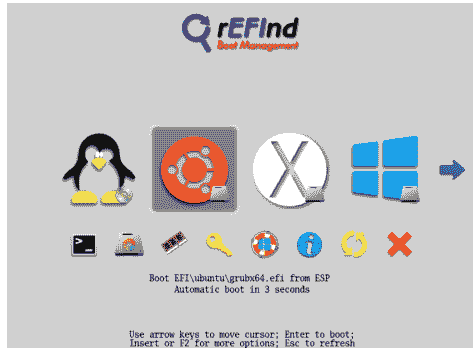 rEFInd
Boot Management
Boot EFI\ubuntu\grubx64.efi from ESP
Automatic boot in 3 seconds
Use arrow keys to move cursor; Enter to boot;
Insert or F2 for more options; Esc to refresh